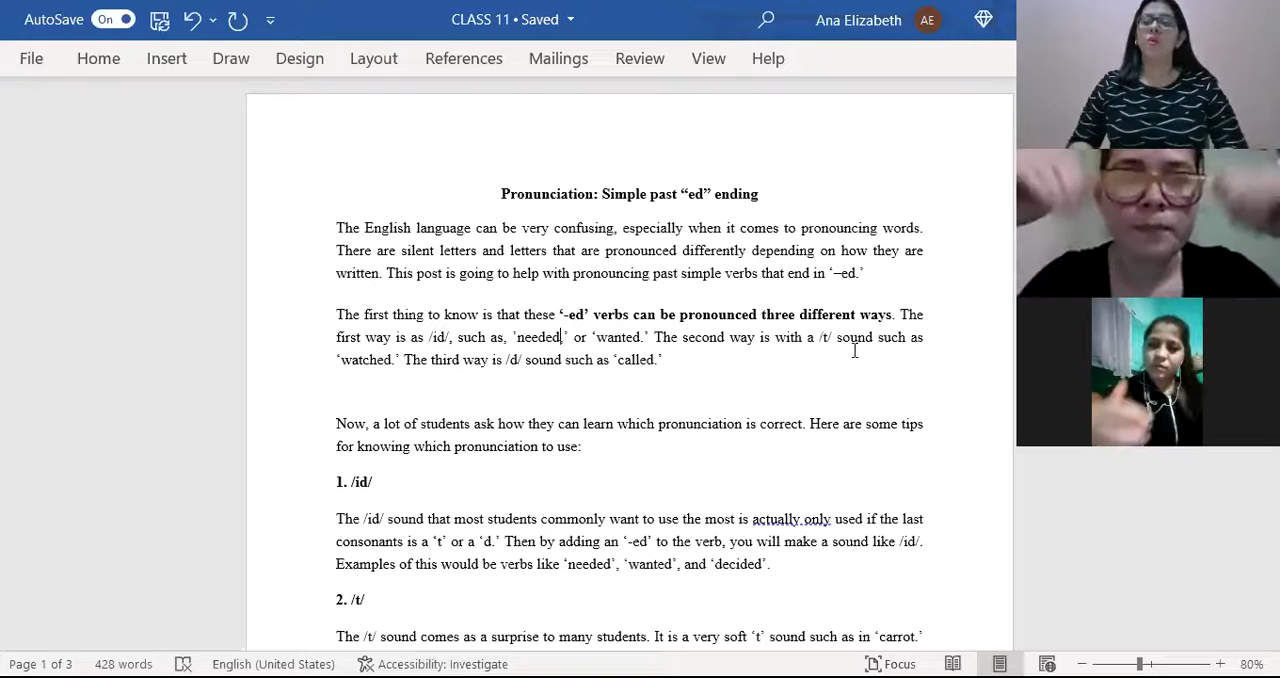 AutoSave On CLASS 11 • Saved Ana Elizabeth AE
File Home Insert Draw Design Layout References Mailings Review View Help
Pronunciation: Simple past “ed” ending
The English language can be very confusing, especially when it comes to pronouncing words.
There are silent letters and letters that are pronounced differently depending on how they are
written. This post is going to help with pronouncing past simple verbs that end in ‘–ed.’
The first thing to know is that these ‘-ed’ verbs can be pronounced three different ways. The
first way is as /id/, such as, ’needed,’ or ‘wanted.’ The second way is with a /t/ sound such as
‘watched.’ The third way is /d/ sound such as ‘called.’
Now, a lot of students ask how they can learn which pronunciation is correct. Here are some tips
for knowing which pronunciation to use:
1. /id/
The /id/ sound that most students commonly want to use the most is actually only used if the last
consonants is a ‘t’ or a ‘d.’ Then by adding an ‘-ed’ to the verb, you will make a sound like /id/.
Examples of this would be verbs like ‘needed’, ‘wanted’, and ‘decided’.
2. /t/
The /t/ sound comes as a surprise to many students. It is a very soft ‘t’ sound such as in ‘carrot.’
Page 1 of 3 428 words English (United States) Accessibility: Investigate Focus 80%